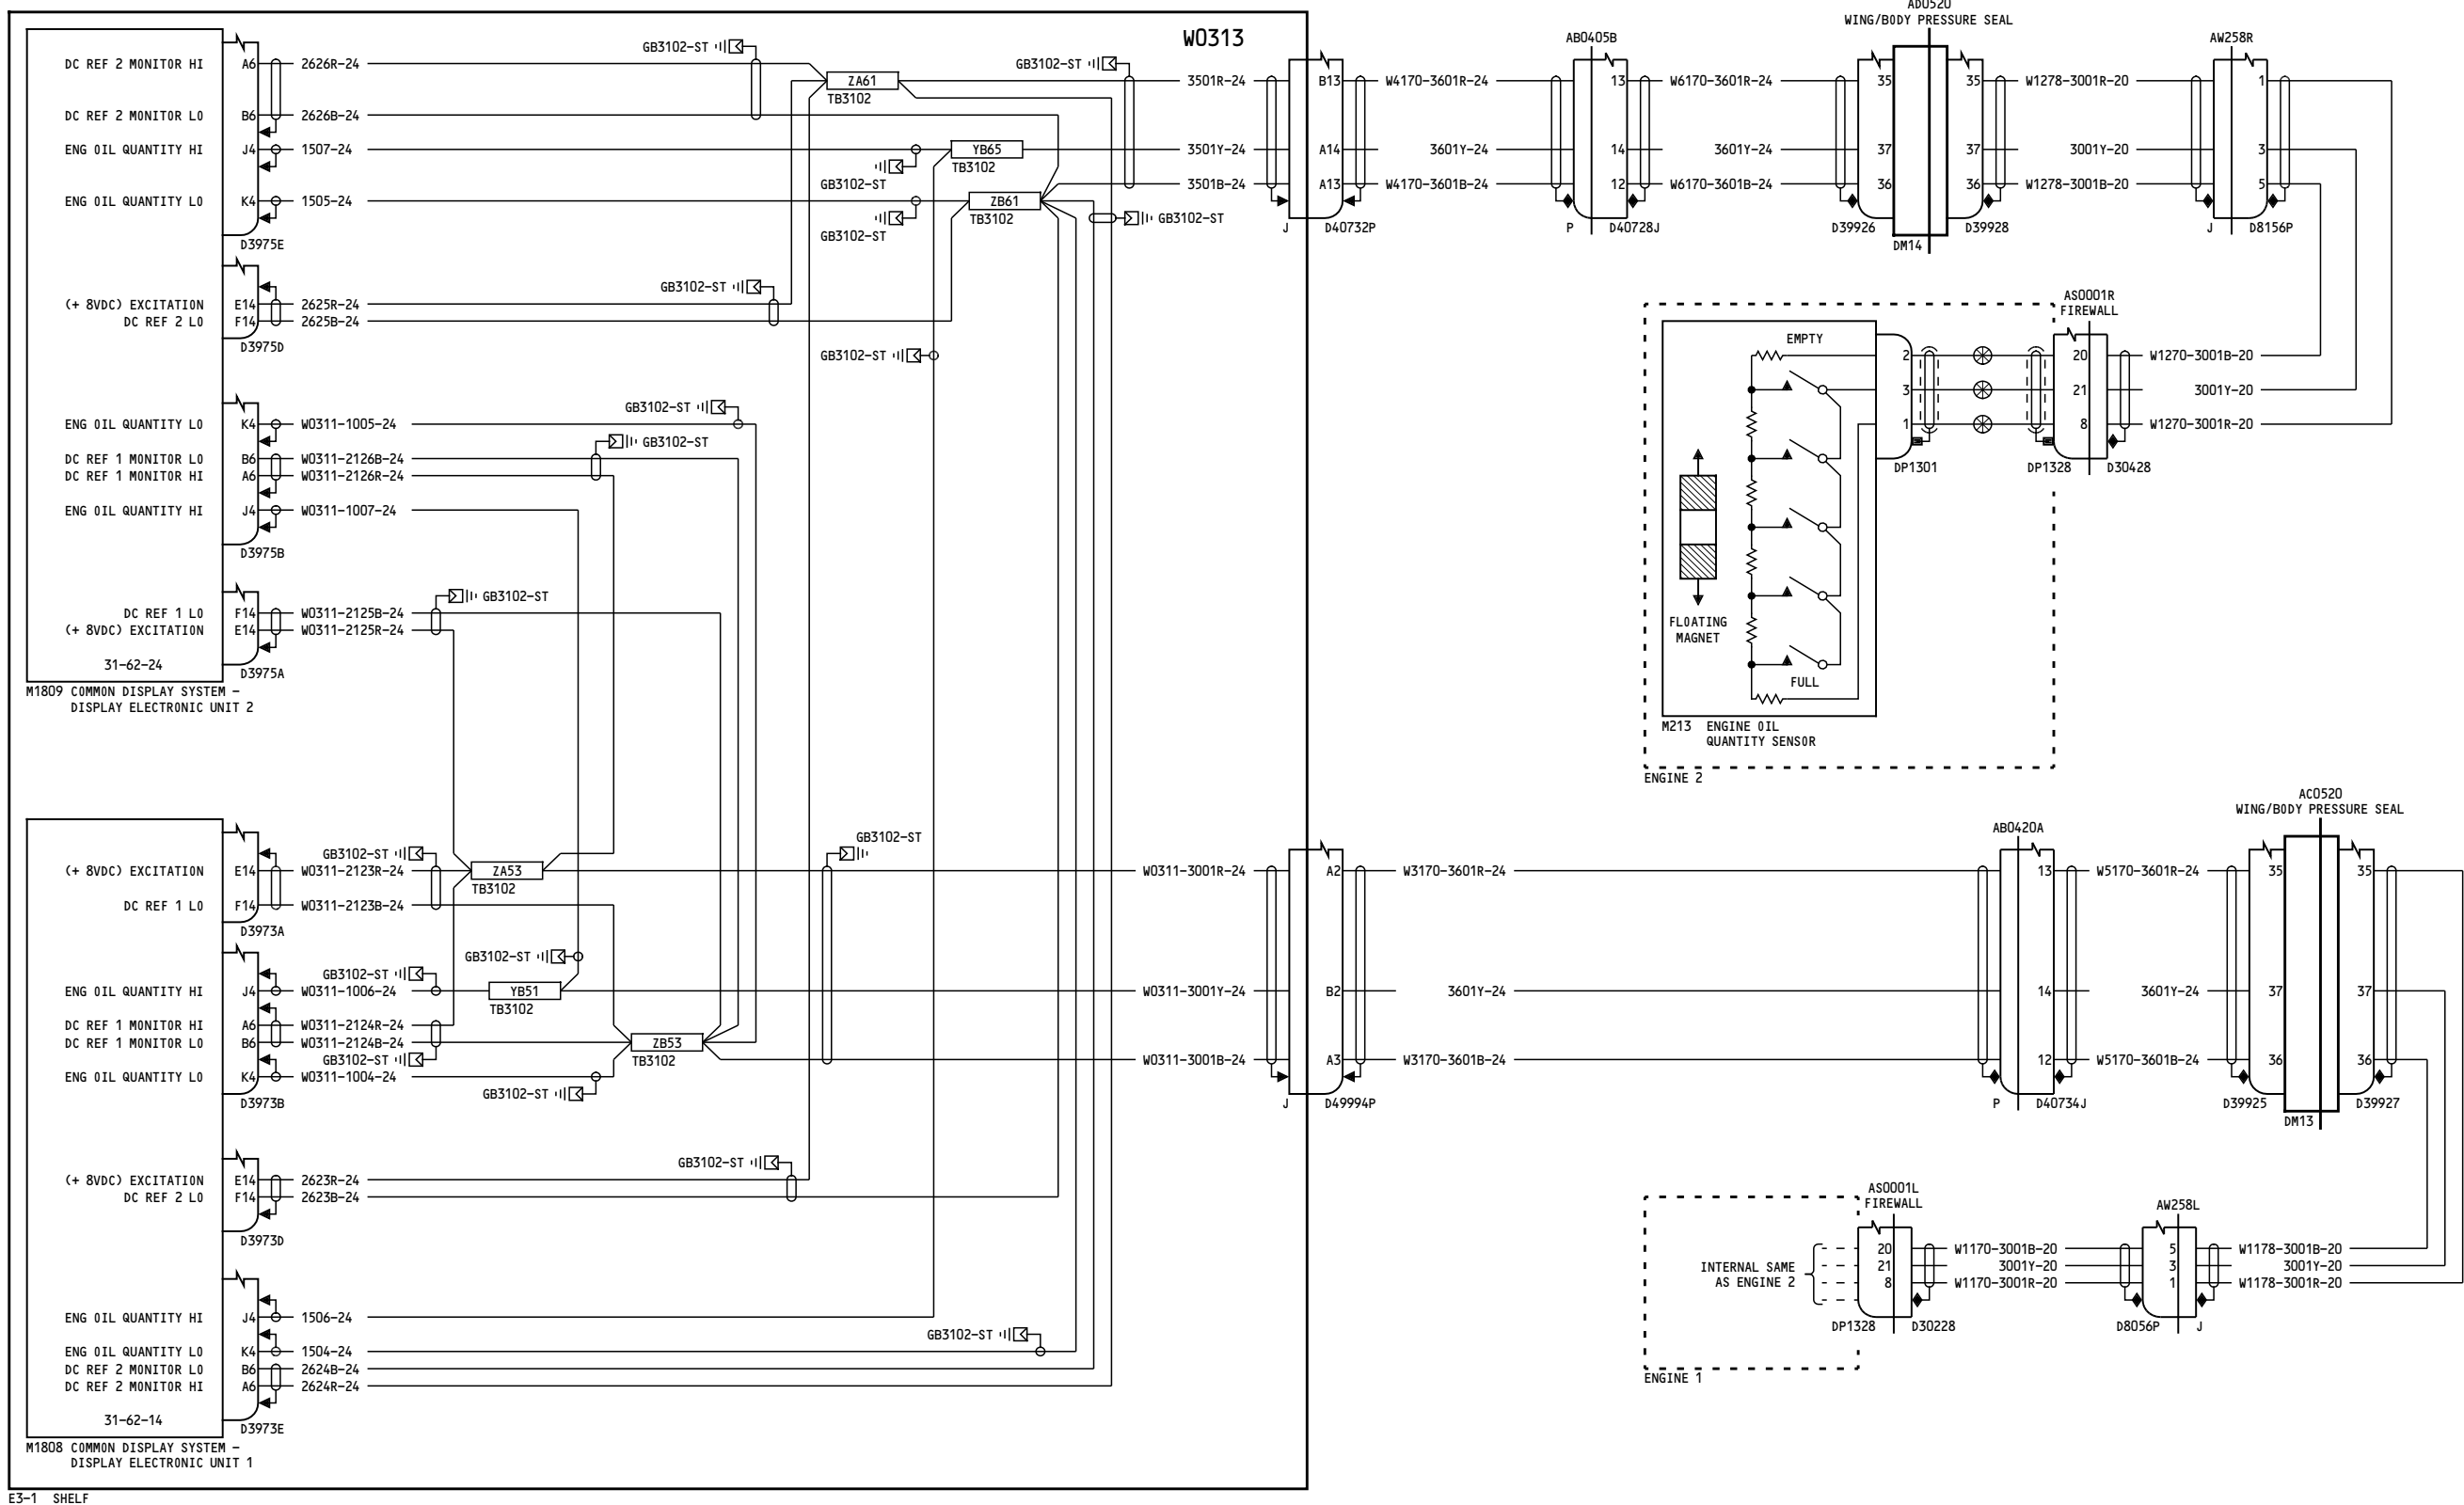 W0313
DC REF 2 MONITOR HI A6 2626R-24
DC REF 2 MONITOR LO B6 2626B-24
ENG OIL QUANTITY HI J4 1507-24
ENG OIL QUANTITY LO K4 1505-24
D3975E
(+ 8VDC) EXCITATION E14 2625R-24
DC REF 2 LO F14 2625B-24
D3975D
ENG OIL QUANTITY LO K4 W0311-1005-24
DC REF 1 MONITOR LO B6 W0311-2126B-24
DC REF 1 MONITOR HI A6 W0311-2126R-24
ENG OIL QUANTITY HI J4 W0311-1007-24
D3975B
DC REF 1 LO F14 W0311-2125B-24
(+ 8VDC) EXCITATION E14 W0311-2125R-24
31-62-24
D3975A
M1809 COMMON DISPLAY SYSTEM -
DISPLAY ELECTRONIC UNIT 2
GB3102-ST
GB3102-ST
ZA61
TB3102
YB65
TB3102
GB3102-ST
ZB61
TB3102
GB3102-ST
GB3102-ST
GB3102-ST
GB3102-ST
GB3102-ST
GB3102-ST
GB3102-ST
3501R-24
3501Y-24
3501B-24
B13
A14
A13
J D40732P
W4170-3601R-24
3601Y-24
W4170-3601B-24
AB0405B
13
14
12
P D40728J
W6170-3601R-24
3601Y-24
W6170-3601B-24
AD0520
WING/BODY PRESSURE SEAL
35 35
37 37
36 36
D39926 D39928
DM14
W1278-3001R-20
3001Y-20
W1278-3001B-20
AW258R
1
3
5
J D8156P
AS0001R
FIREWALL
EMPTY
2 20 W1270-3001B-20
3 21 3001Y-20
1 8 W1270-3001R-20
DP1301 DP1328 D30428
FLOATING
MAGNET
FULL
M213 ENGINE OIL
QUANTITY SENSOR
ENGINE 2
(+ 8VDC) EXCITATION E14 W0311-2123R-24
DC REF 1 LO F14 W0311-2123B-24
D3973A
ENG OIL QUANTITY HI J4 W0311-1006-24
DC REF 1 MONITOR HI A6 W0311-2124R-24
DC REF 1 MONITOR LO B6 W0311-2124B-24
ENG OIL QUANTITY LO K4 W0311-1004-24
D3973B
(+ 8VDC) EXCITATION E14 2623R-24
DC REF 2 LO F14 2623B-24
D3973D
ENG OIL QUANTITY HI J4 1506-24
ENG OIL QUANTITY LO K4 1504-24
DC REF 2 MONITOR LO B6 2624B-24
DC REF 2 MONITOR HI A6 2624R-24
31-62-14
D3973E
M1808 COMMON DISPLAY SYSTEM -
DISPLAY ELECTRONIC UNIT 1
E3-1 SHELF
GB3102-ST
GB3102-ST
ZA53
TB3102
GB3102-ST
GB3102-ST
YB51
TB3102
ZB53
TB3102
GB3102-ST
GB3102-ST
GB3102-ST
GB3102-ST
W0311-3001R-24
W0311-3001Y-24
W0311-3001B-24
A2
B2
A3
J D49994P
W3170-3601R-24
3601Y-24
W3170-3601B-24
AB0420A
13
14
12
P D40734J
W5170-3601R-24
3601Y-24
W5170-3601B-24
AC0520
WING/BODY PRESSURE SEAL
35 35
37 37
36 36
D39925 D39927
DM13
AS0001L
FIREWALL
AW258L
INTERNAL SAME
AS ENGINE 2
20 W1170-3001B-20 5 W1178-3001B-20
21 3001Y-20 3 3001Y-20
8 W1170-3001R-20 1 W1178-3001R-20
DP1328 D30228 D8056P J
ENGINE 1